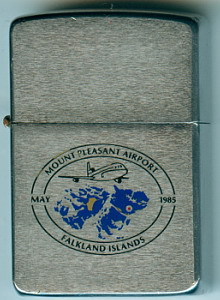 MOUNT PLEASANT AIRPORT
MAY 1985
FALKLAND ISLANDS